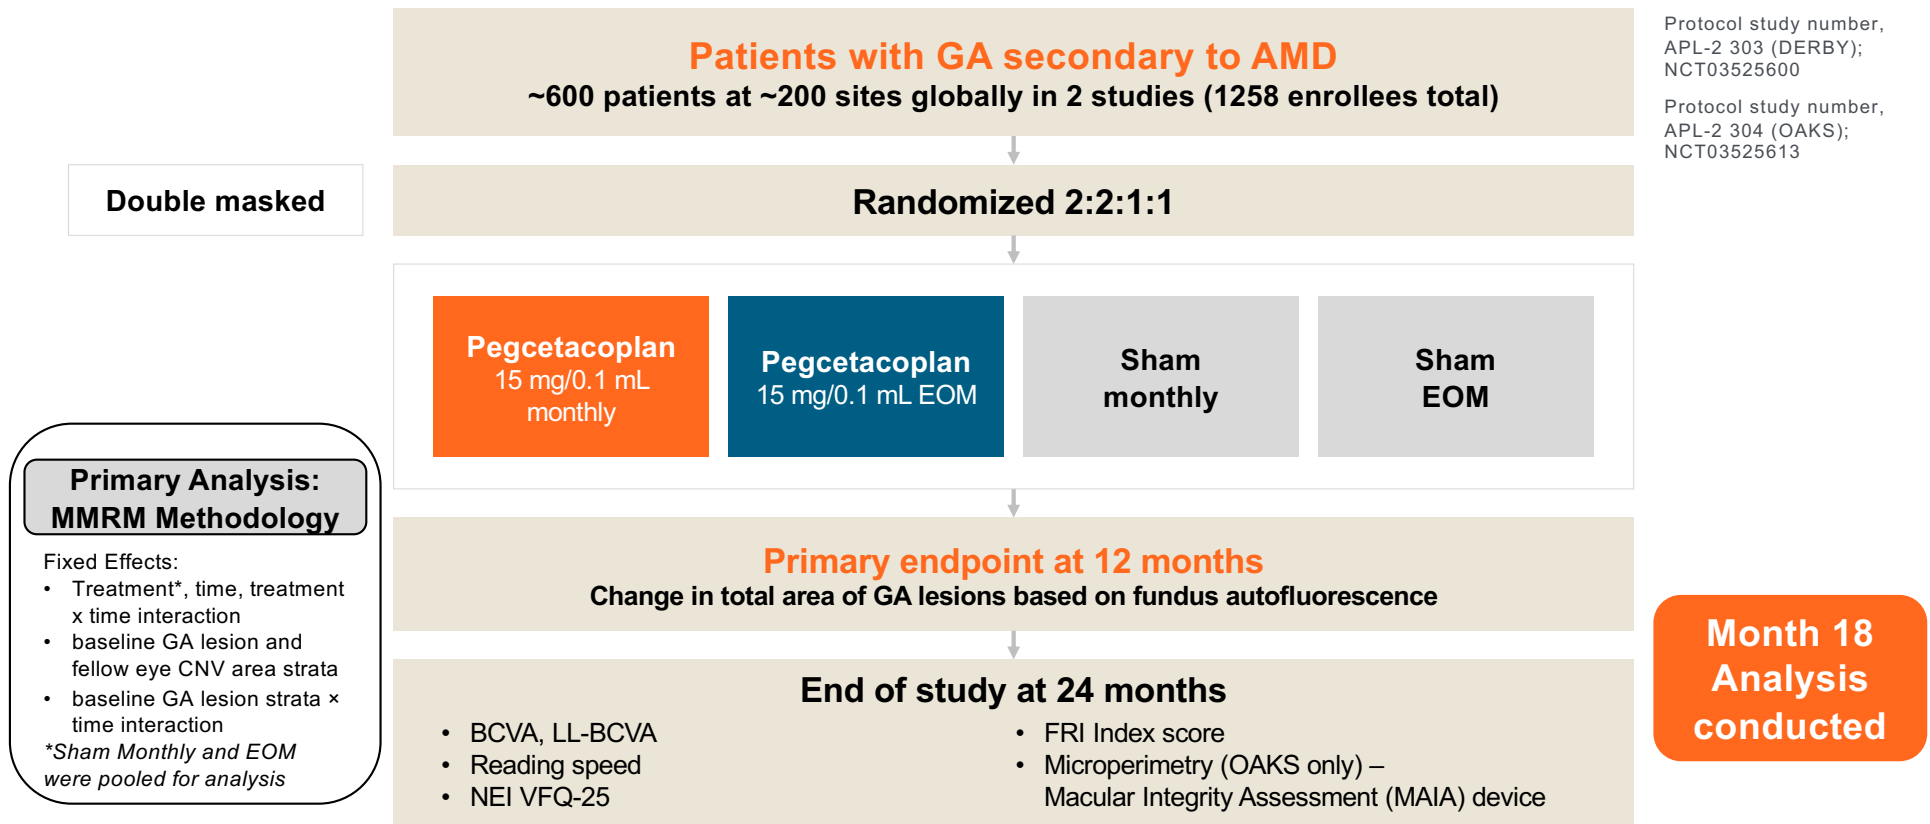 Patients with GA secondary to AMD
~600 patients at ~200 sites globally in 2 studies (1258 enrollees total)
Protocol study number,
APL-2 303 (DERBY);
NCT03525600
Protocol study number,
APL-2 304 (OAKS);
NCT03525613
Double masked
Randomized 2:2:1:1
Pegcetacoplan
15 mg/0.1 mL
monthly
Pegcetacoplan
15 mg/0.1 mL EOM
Sham
monthly
Sham
EOM
Primary Analysis:
MMRM Methodology
Fixed Effects:
• Treatment*, time, treatment
x time interaction
• baseline GA lesion and
fellow eye CNV area strata
• baseline GA lesion strata ×
time interaction
*Sham Monthly and EOM
were pooled for analysis
Primary endpoint at 12 months
Change in total area of GA lesions based on fundus autofluorescence
Month 18
Analysis
conducted
End of study at 24 months
• BCVA, LL-BCVA
• Reading speed
• NEI VFQ-25
• FRI Index score
• Microperimetry (OAKS only) –
Macular Integrity Assessment (MAIA) device